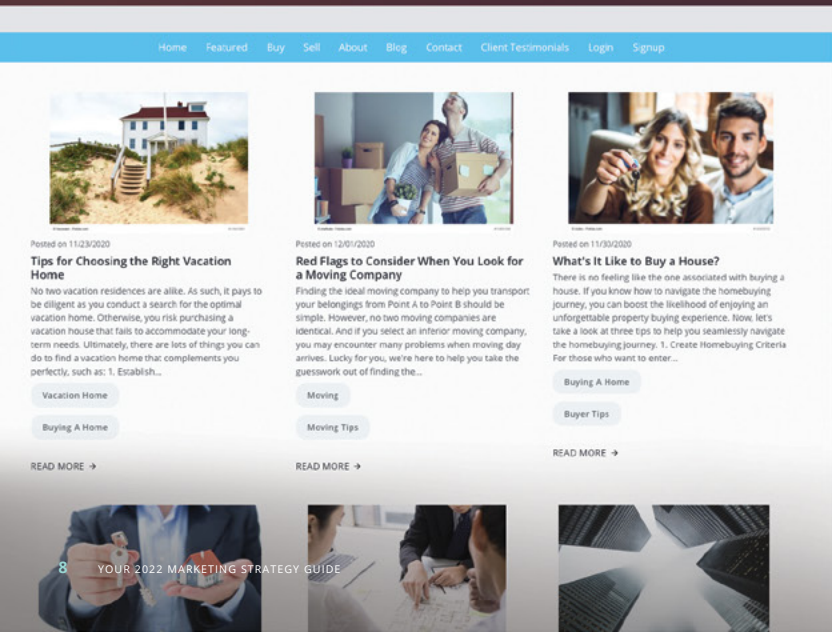 Home Featured Buy Sell About Blog Contact Client Testimonials Login Signup
Posted on 11/23/2020
Tips for Choosing the Right Vacation
Home
No two vacation residences are alike. As such, it pays to
be diligent as you conduct a search for the optimal
vacation home. Otherwise, you risk purchasing a
vacation house that fails to accommodate your long-
term needs. Ultimately, there are lots of things you can
do to find a vacation home that complements you
perfectly, such as: 1. Establish...
Vacation Home
Buying A Home
READ MORE →
Posted on 12/01/2020
Red Flags to Consider When You Look for
a Moving Company
Finding the ideal moving company to help you transport
your belongings from Point A to Point B should be
simple. However, no two moving companies are
identical. And if you select an inferior moving company,
you may encounter many problems when moving day
arrives. Lucky for you, we're here to help you take the
guesswork out of finding the...
Moving
Moving Tips
READ MORE →
Posted on 11/30/2020
What's It Like to Buy a House?
There is no feeling like the one associated with buying a
house. If you know how to navigate the homebuying
journey, you can boost the likelihood of enjoying an
unforgettable property buying experience. Now, let's
take a look at three tips to help you seamlessly navigate
the homebuying journey. 1. Create Homebuying Criteria
For those who want to enter...
Buying A Home
Buyer Tips
READ MORE →
8 YOUR 2022 MARKETING STRATEGY GUIDE